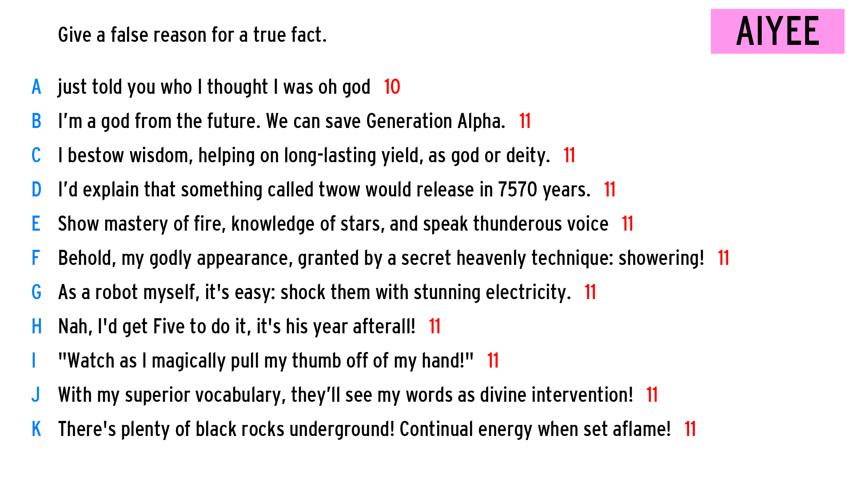 Give a false reason for a true fact.
AIYEE
A just told you who I thought I was oh god 10
B I'm a god from the future. We can save Generation Alpha. 11
C I bestow wisdom, helping on long-lasting yield, as god or deity. 11
D I'd explain that something called twow would release in 7570 years. 11
E Show mastery of fire, knowledge of stars, and speak thunderous voice 11
F Behold, my godly appearance, granted by a secret heavenly technique: showering! 11
G As a robot myself, it's easy: shock them with stunning electricity. 11
H Nah, I'd get Five to do it, it's his year afterall! 11
I "Watch as I magically pull my thumb off of my hand!" 11
J With my superior vocabulary, they'll see my words as divine intervention! 11
K There's plenty of black rocks underground! Continual energy when set aflame! 11